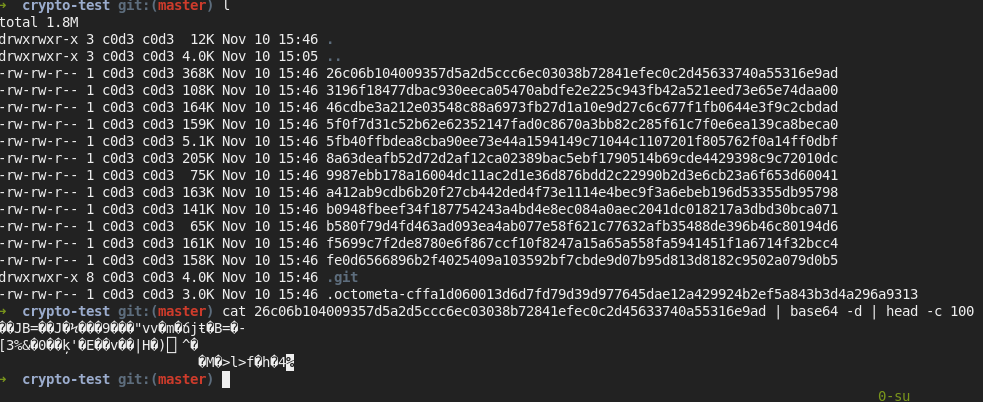 → crypto-test git:(master) l
total 1.8M
drwxrwxr-x 3 c0d3 c0d3 12K Nov 10 15:46 .
drwxrwxr-x 3 c0d3 c0d3 4.0K Nov 10 15:05 ..
-rw-rw-r-- 1 c0d3 c0d3 368K Nov 10 15:46 26c06b104009357d5a2d5ccc6ec03038b72841efec0c2d45633740a55316e9ad
-rw-rw-r-- 1 c0d3 c0d3 108K Nov 10 15:46 3196f18477dbac930eeca05470abdfe2e225c943fb42a521eed73e65e74daa00
-rw-rw-r-- 1 c0d3 c0d3 164K Nov 10 15:46 46cdbe3a212e03548c88a6973fb27d1a10e9d27c6c677f1fb0644e3f9c2cbdad
-rw-rw-r-- 1 c0d3 c0d3 159K Nov 10 15:46 5f0f7d31c52b62e62352147fad0c8670a3bb82c285f61c7f0e6ea139ca8beca0
-rw-rw-r-- 1 c0d3 c0d3 5.1K Nov 10 15:46 5fb40ffbdea8cba90ee73e44a1594149c71044c1107201f805762f0a14ff0dbf
-rw-rw-r-- 1 c0d3 c0d3 205K Nov 10 15:46 8a63deafb52d72d2af12ca02389bac5ebf1790514b69cde4429398c9c72010dc
-rw-rw-r-- 1 c0d3 c0d3 75K Nov 10 15:46 9987ebb178a16004dc11ac2d1e36d876bdd2c22990b2d3e6cb23a6f653d60041
-rw-rw-r-- 1 c0d3 c0d3 163K Nov 10 15:46 a412ab9cdb6b20f27cb442ded4f73e1114e4bec9f3a6ebeb196d53355db95798
-rw-rw-r-- 1 c0d3 c0d3 141K Nov 10 15:46 b0948fbeef34f187754243a4bd4e8ec084a0aec2041dc018217a3dbd30bca071
-rw-rw-r-- 1 c0d3 c0d3 65K Nov 10 15:46 b580f79d4fd463ad093ea4ab077e58f621c77632afb35488de396b46c80194d6
-rw-rw-r-- 1 c0d3 c0d3 161K Nov 10 15:46 f5699c7f2de8780e6f867ccf10f8247a15a65a558fa5941451f1a6714f32bcc4
-rw-rw-r-- 1 c0d3 c0d3 158K Nov 10 15:46 fe0d6566896b2f4025409a103592bf7cbde9d07b95d813d8182c9502a079d0b5
drwxrwxr-x 8 c0d3 c0d3 4.0K Nov 10 15:46 .git
-rw-rw-r-- 1 c0d3 c0d3 3.0K Nov 10 15:46 .octometa-cffa1d060013d6d7fd79d39d977645dae12a429924b2ef5a843b3d4a296a9313
→ crypto-test git:(master) cat 26c06b104009357d5a2d5ccc6ec03038b72841efec0c2d45633740a55316e9ad | base64 -d | head -c 100
→ crypto-test git:(master)
0-su